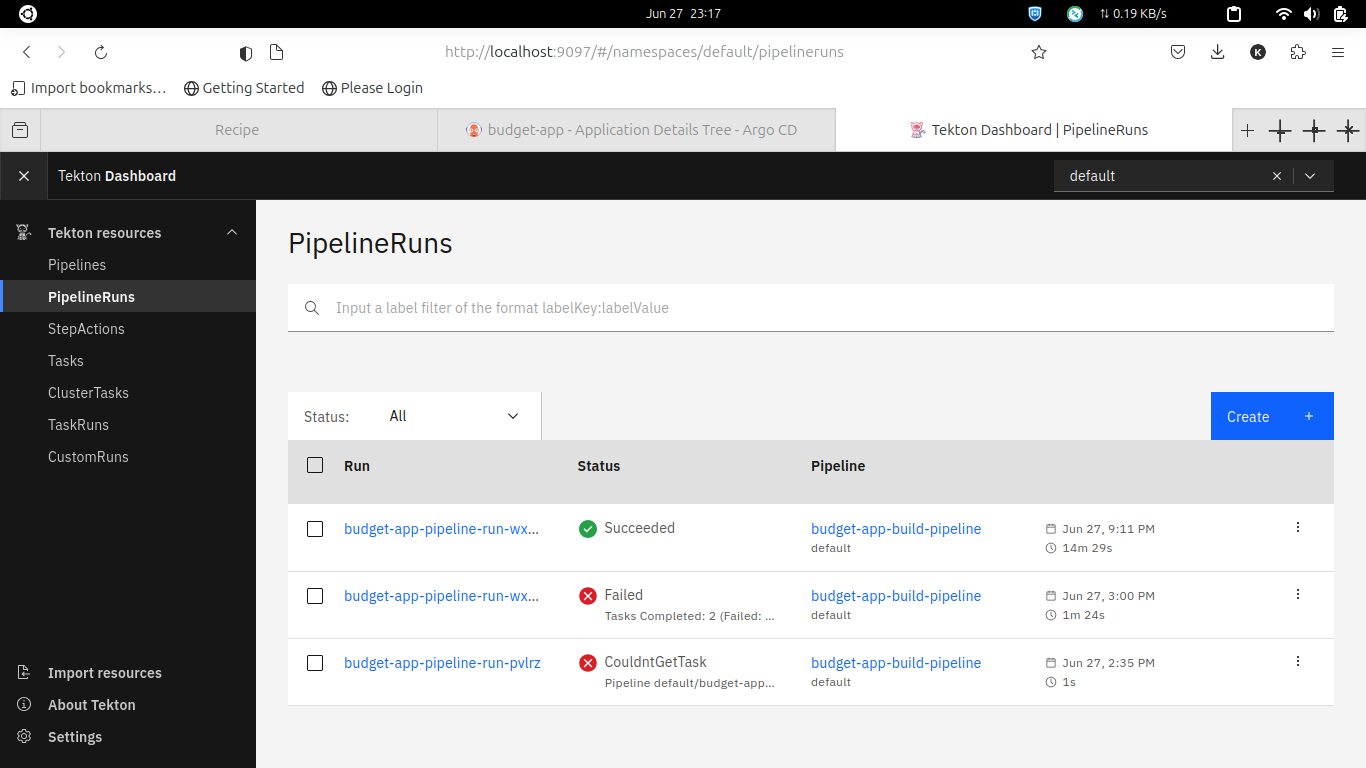 Jun 27 23:17
0.19 KB/s
http://localhost:9097/#/namespaces/default/pipelineruns
K
Import bookmarks…
Getting Started
Please Login
Recipe
budget-app - Application Details Tree - Argo CD
Tekton Dashboard | PipelineRuns
Tekton Dashboard
default
Tekton resources
Pipelines
PipelineRuns
StepActions
Tasks
ClusterTasks
TaskRuns
CustomRuns
Import resources
About Tekton
Settings
PipelineRuns
Input a label filter of the format labelKey:labelValue
Status: All
Create +
Run Status Pipeline
budget-app-pipeline-run-wx... Succeeded budget-app-build-pipeline Jun 27, 9:11 PM
default 14m 29s
budget-app-pipeline-run-wx... Failed budget-app-build-pipeline Jun 27, 3:00 PM
Tasks Completed: 2 (Failed: ... default 1m 24s
budget-app-pipeline-run-pvlrz CouldntGetTask budget-app-build-pipeline Jun 27, 2:35 PM
Pipeline default/budget-app... default 1s